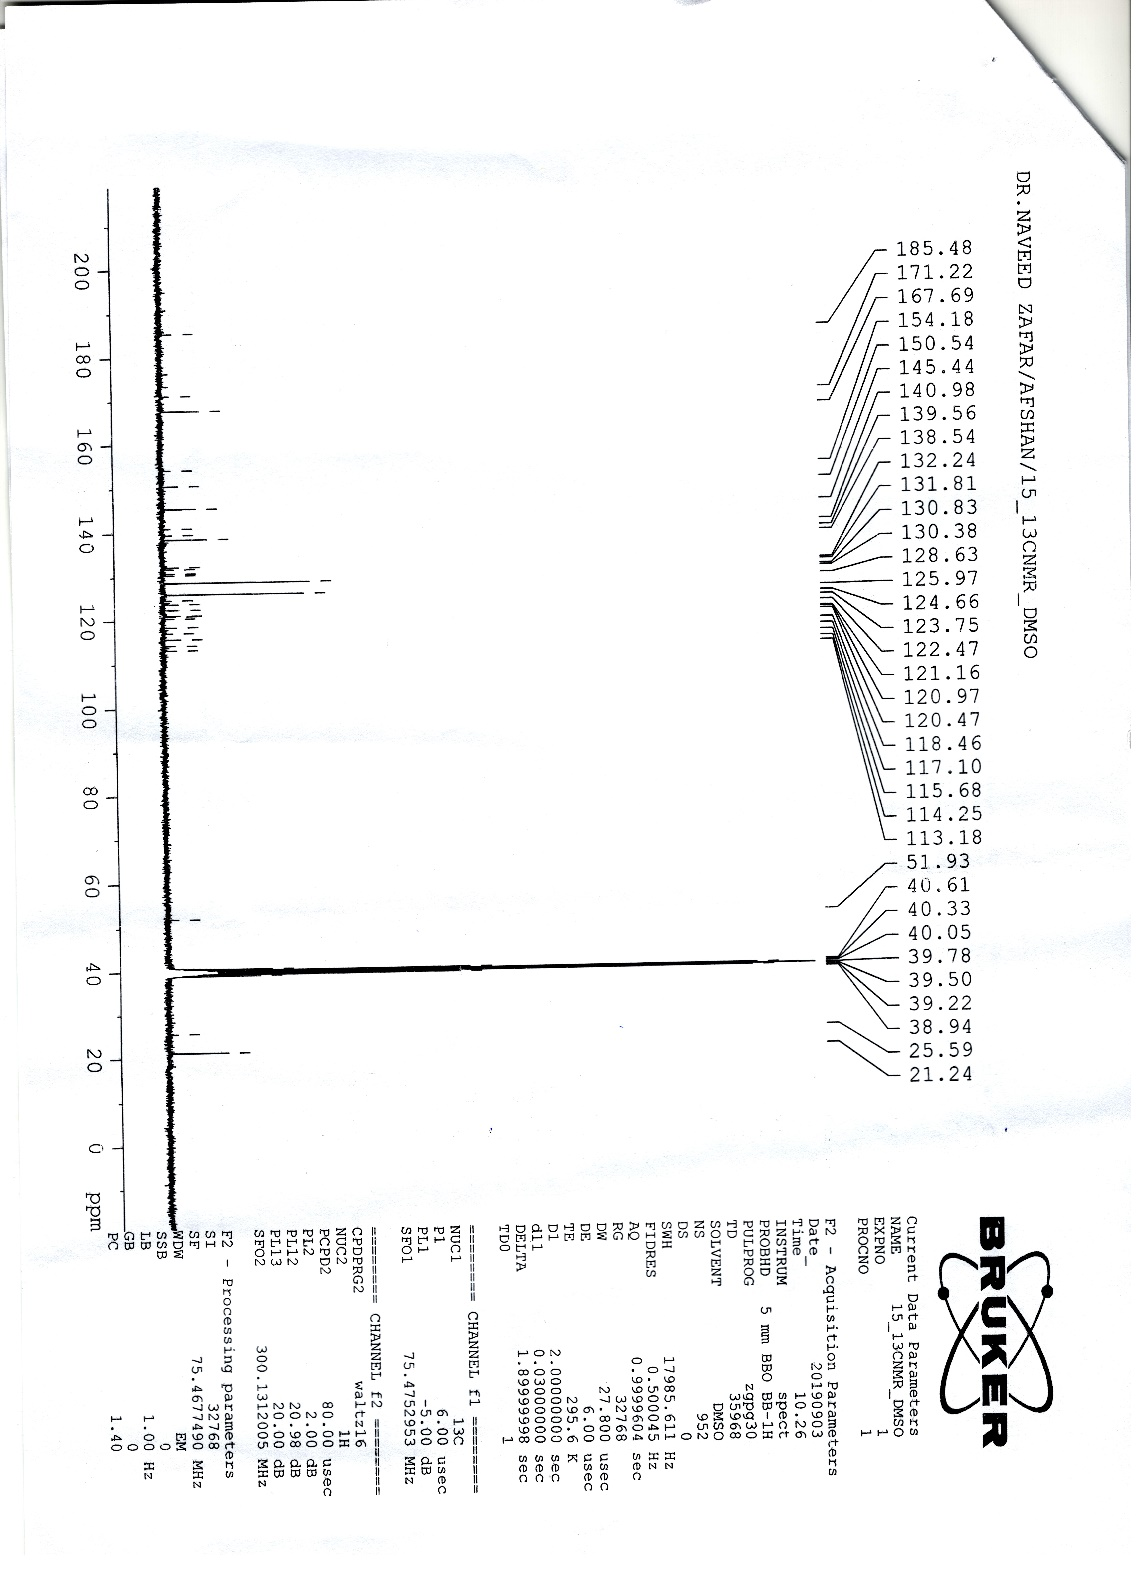 DR.NAVEED ZAFAR/AFSHAN/15_13CNMR_DMSO
185.48
171.22
167.69
154.18
150.54
145.44
140.98
139.56
138.54
132.24
131.81
130.83
130.38
128.63
125.97
124.66
123.75
122.47
121.16
120.97
120.47
118.46
117.10
115.68
114.25
113.18
51.93
40.61
40.33
40.05
39.78
39.50
39.22
38.94
25.59
21.24
BRUKER
Current Data Parameters
NAME 15_13CNMR_DMSO
EXPNO 1
PROCNO 1
F2 - Acquisition Parameters
Date_ 20190903
Time 10.26
INSTRUM spect
PROBHD 5 mm BBO BB-1H
PULPROG zgpg30
TD 35968
SOLVENT DMSO
NS 952
DS 0
SWH 17985.611 Hz
FIDRES 0.500045 Hz
AQ 0.9999604 sec
RG 32768
DW 27.800 usec
DE 6.00 usec
TE 295.6 K
D1 2.00000000 sec
d11 0.03000000 sec
DELTA 1.89999998 sec
TD0 1
======== CHANNEL f1 ========
NUC1 13C
P1 6.00 usec
PL1 -5.00 dB
SFO1 75.4752953 MHz
======== CHANNEL f2 ========
CPDPRG2 waltz16
NUC2 1H
PCPD2 80.00 usec
PL2 2.00 dB
PL12 20.98 dB
PL13 20.00 dB
SFO2 300.1312005 MHz
F2 - Processing parameters
SI 32768
SF 75.4677490 MHz
WDW EM
SSB 0
LB 1.00 Hz
GB 0
PC 1.40
200 180 160 140 120 100 80 60 40 20 0 ppm